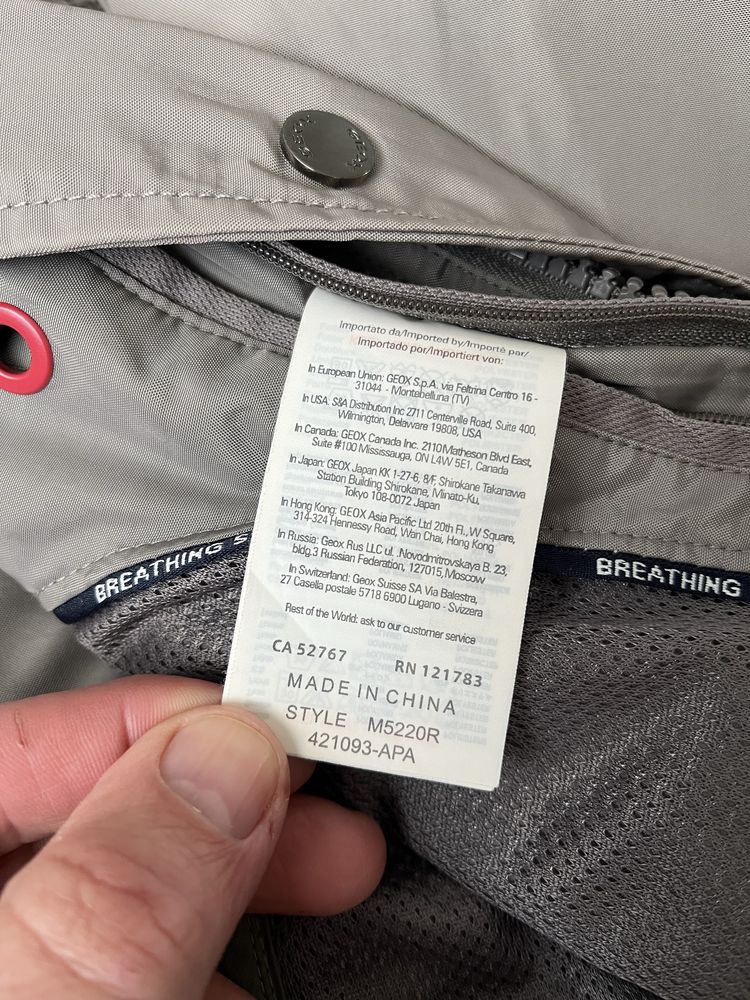 Importato da/Imported by/Importé par/
Importado por/Importiert von:
In European Union: GEOX S.p.A. via Feltrina Centro 16 -
31044 - Montebelluna (TV)
In USA. S&A Distribution Inc 2711 Centerville Road, Suite 400,
Wilmington, Delaware 19808, USA
In Canada: GEOX Canada Inc. 2110 Matheson Blvd East,
Suite #100 Mississauga, ON L4W 5E1, Canada
In Japan: GEOX Japan KK 1-27-6, 8/F, Shirokane Takanawa
Station Building Shirokane, Minato-Ku,
Tokyo 108-0072 Japan
In Hong Kong: GEOX Asia Pacific Ltd 20th Fl., W Square,
314-324 Hennessy Road, Wan Chai, Hong Kong
In Russia: Geox Rus LLC ul .Novodmitrovskaya B. 23,
bldg.3 Russian Federation, 127015, Moscow
In Switzerland: Geox Suisse SA Via Balestra,
27 Casella postale 5718 6900 Lugano - Svizzera
Rest of the World: ask to our customer service
CA 52767 RN 121783
MADE IN CHINA
STYLE M5220R
421093-APA
BREATHING S
BREATHING